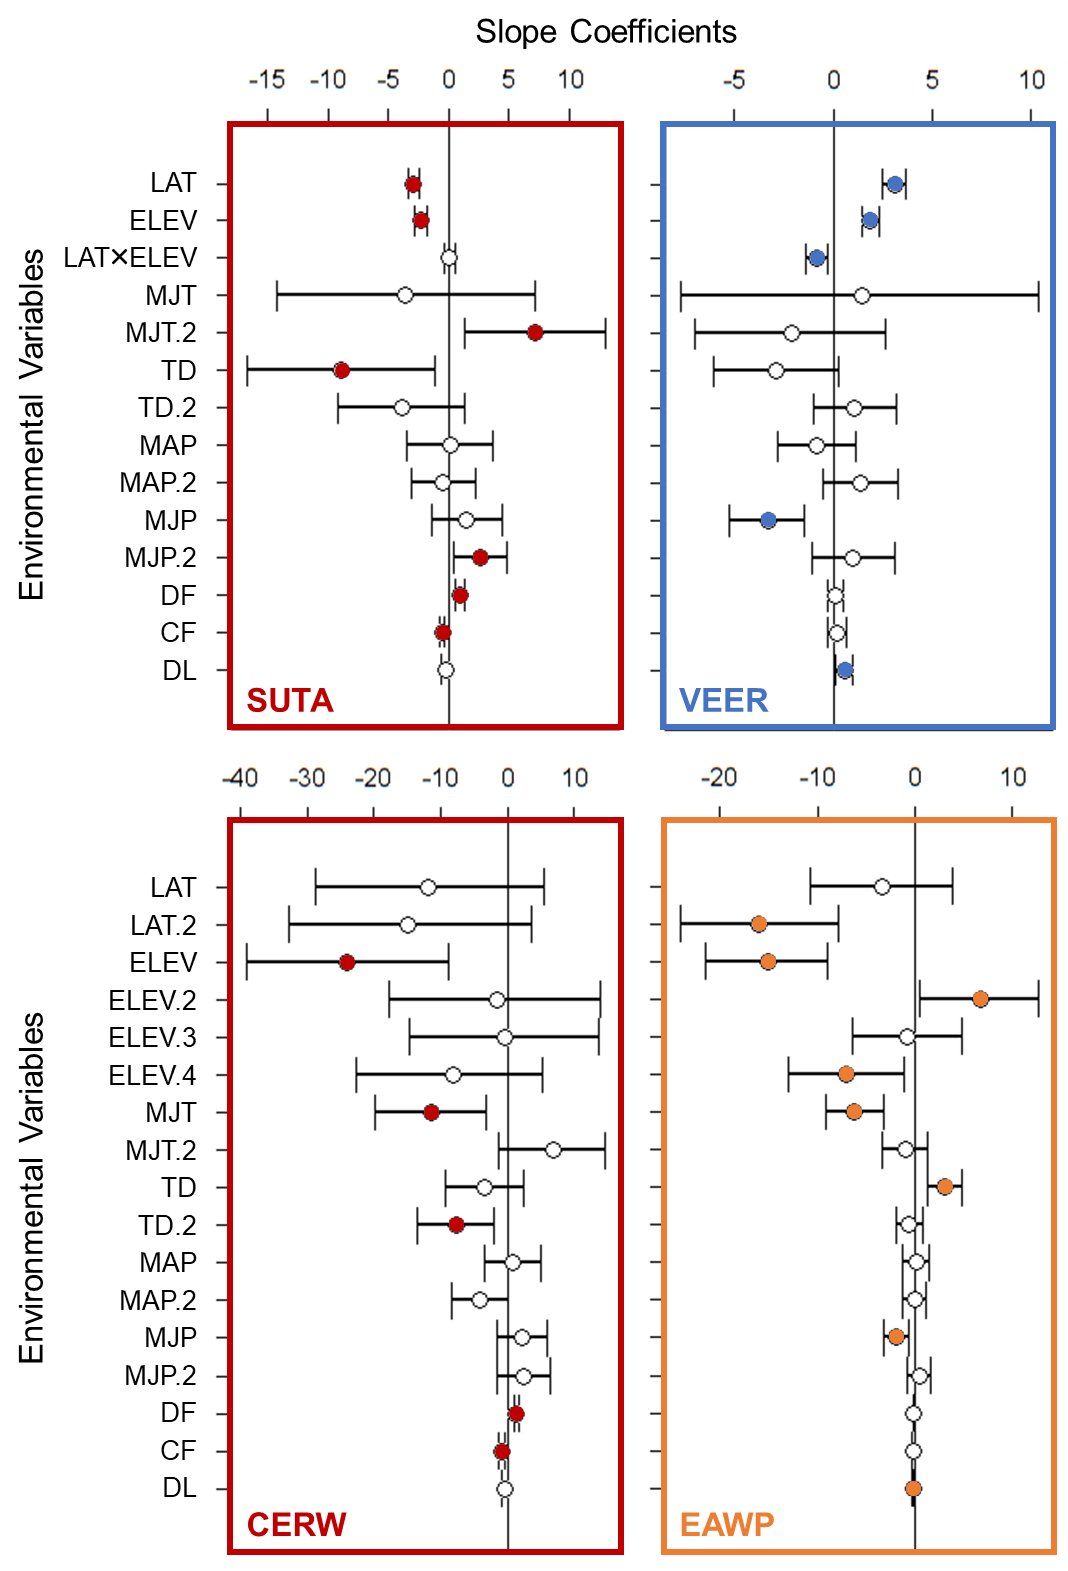 Slope Coefficients
-15 -10 -5 0 5 10
-5 0 5 10
Environmental Variables
LAT
ELEV
LAT×ELEV
MJT
MJT.2
TD
TD.2
MAP
MAP.2
MJP
MJP.2
DF
CF
DL
SUTA
VEER
-40 -30 -20 -10 0 10
-20 -10 0 10
Environmental Variables
LAT
LAT.2
ELEV
ELEV.2
ELEV.3
ELEV.4
MJT
MJT.2
TD
TD.2
MAP
MAP.2
MJP
MJP.2
DF
CF
DL
CERW
EAWP